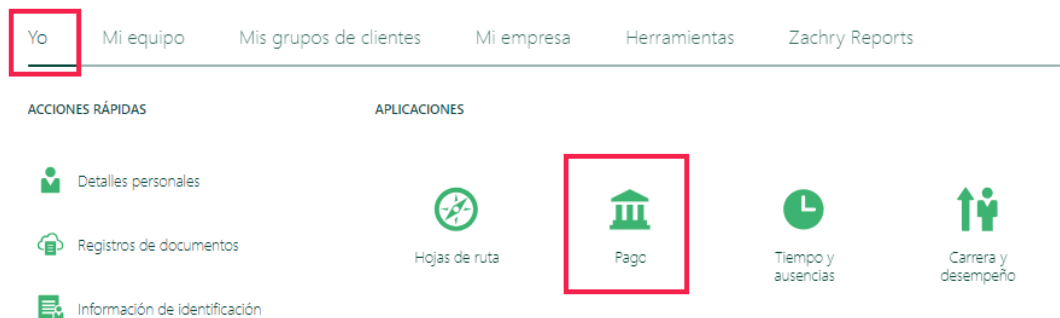 Yo
Mi equipo
Mis grupos de clientes
Mi empresa
Herramientas
Zachry Reports
ACCIONES RÁPIDAS
Detalles personales
Registros de documentos
Información de identificación
APLICACIONES
Hojas de ruta
Pago
Tiempo y
ausencias
Carrera y
desempeño